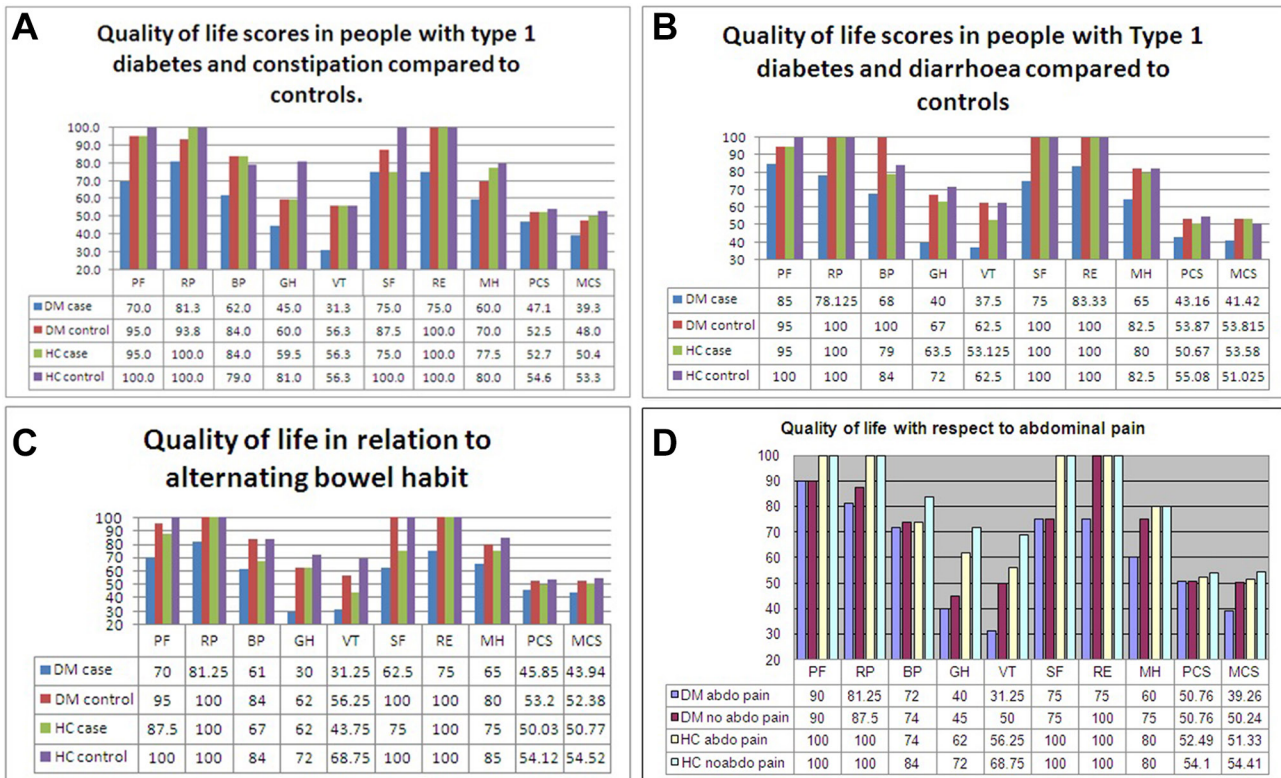 A
Quality of life scores in people with type 1
diabetes and constipation compared to
controls.
100.0
90.0
80.0
70.0
60.0
50.0
40.0
30.0
20.0
PF RP BP GH VT SF RE MH PCS MCS
DM case 70.0 81.3 62.0 45.0 31.3 75.0 75.0 60.0 47.1 39.3
DM control 95.0 93.8 84.0 60.0 56.3 87.5 100.0 70.0 52.5 48.0
HC case 95.0 100.0 84.0 59.5 56.3 75.0 100.0 77.5 52.7 50.4
HC control 100.0 100.0 79.0 81.0 56.3 100.0 100.0 80.0 54.6 53.3
B
Quality of life scores in people with Type 1
diabetes and diarrhoea compared to
controls
100
90
80
70
60
50
40
30
PF RP BP GH VT SF RE MH PCS MCS
DM case 85 78.125 68 40 37.5 75 83.33 65 43.16 41.42
DM control 95 100 100 67 62.5 100 100 82.5 53.87 53.815
HC case 95 100 79 63.5 53.125 100 100 80 50.67 53.58
HC control 100 100 84 72 62.5 100 100 82.5 55.08 51.025
C
Quality of life in relation to
alternating bowel habit
100
90
80
70
60
50
40
30
20
PF RP BP GH VT SF RE MH PCS MCS
DM case 70 81.25 61 30 31.25 62.5 75 65 45.85 43.94
DM control 95 100 84 62 56.25 100 100 80 53.2 52.38
HC case 87.5 100 67 62 43.75 75 100 75 50.03 50.77
HC control 100 100 84 72 68.75 100 100 85 54.12 54.52
D
Quality of life with respect to abdominal pain
100
90
80
70
60
50
40
30
20
PF RP BP GH VT SF RE MH PCS MCS
DM abdo pain 90 81.25 72 40 31.25 75 75 60 50.76 39.26
DM no abdo pain 90 87.5 74 45 50 75 100 75 50.76 50.24
HC abdo pain 100 100 74 62 56.25 100 100 80 52.49 51.33
HC noabdo pain 100 100 84 72 68.75 100 100 80 54.1 54.41